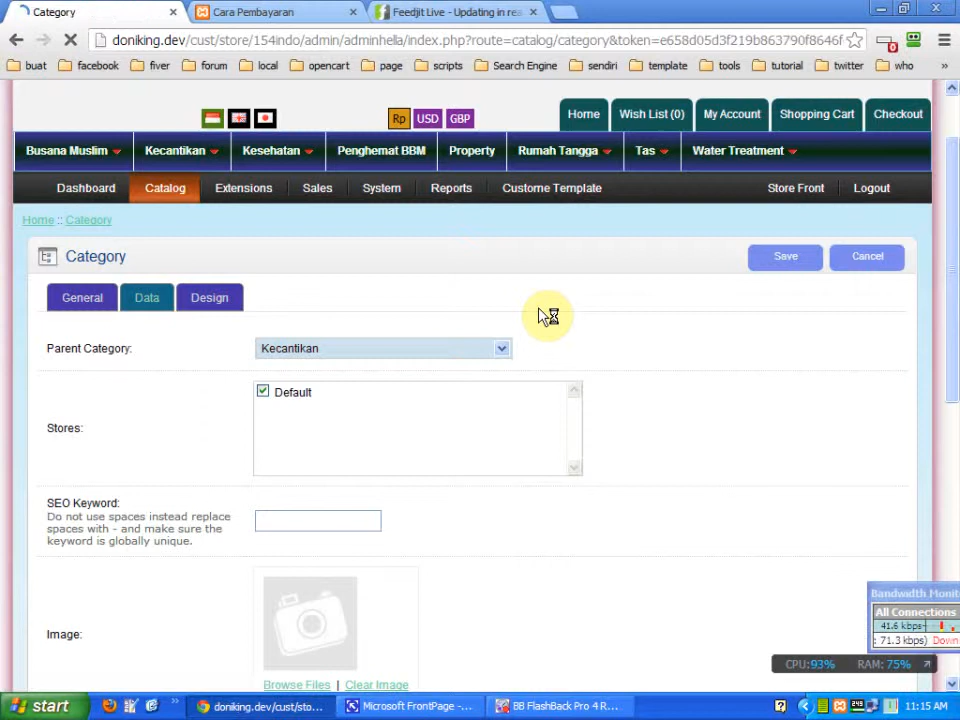 Category
Cara Pembayaran
Feedjit Live - Updating in rea
doniking.dev/cust/store/154indo/admin/adminhella/index.php?route=catalog/category&token=e658d05d3f219b863790f8646f
0
buat facebook fiver forum local opencart page scripts Search Engine sendiri template tools tutorial twitter who »
Rp USD GBP
Home Wish List (0) My Account Shopping Cart Checkout
Busana Muslim Kecantikan Kesehatan Penghemat BBM Property Rumah Tangga Tas Water Treatment
Dashboard Catalog Extensions Sales System Reports Custome Template Store Front Logout
Home :: Category
Category Save Cancel
General Data Design
Parent Category: Kecantikan
Default
Stores:
SEO Keyword:
Do not use spaces instead replace
spaces with - and make sure the
keyword is globally unique.
Image:
Browse Files Clear Image
Bandwidth Monit
All Connections
41.6 kbps
: 71.3 kbps) Down
CPU:93% RAM:75%
start » doniking.dev/cust/sto... Microsoft FrontPage -... BB FlashBack Pro 4 R... 11:15 AM